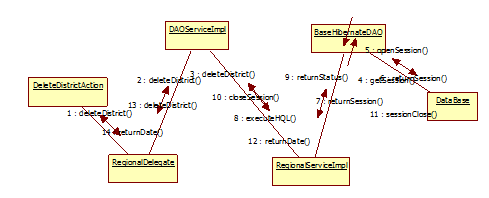 DAOServiceImpl
BaseHibernateDAO
5 : openSession()
DeleteDistrictAction
2 : deleteDistrict()
3 : deleteDistrict()
9 : returnStatus()
4 : getSession()
6 : returnSession()
DataBase
1 : deleteDistrict()
13 : deleteDistrict()
10 : closeSession()
7 : returnSession()
11 : sessionClose()
8 : executeHQL()
14 : returnDate()
12 : returnDate()
RegionalDelegate
RegionalServiceImpl